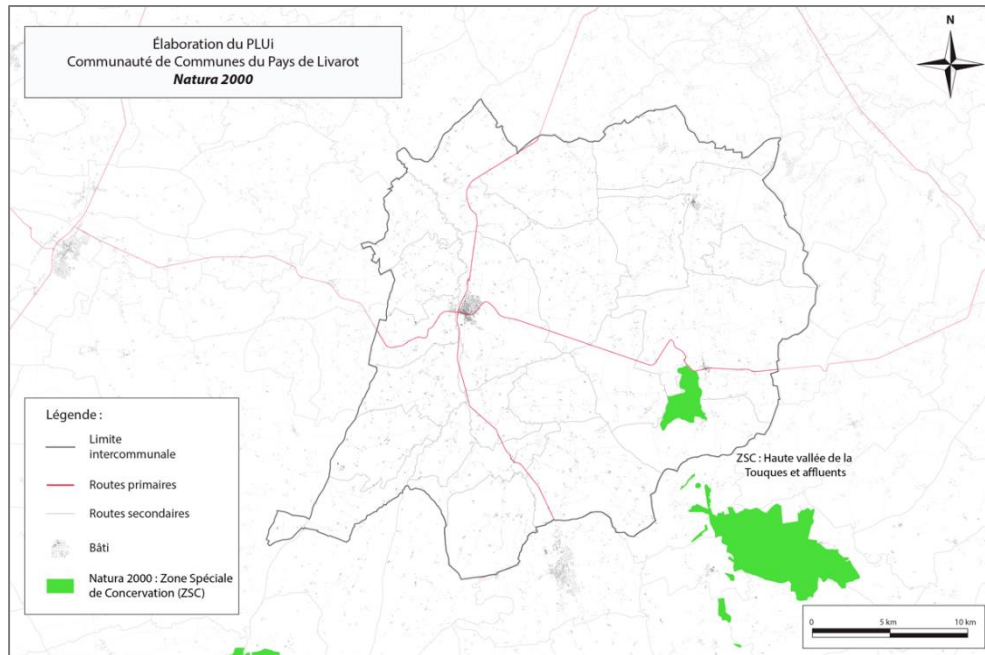 Élaboration du PLUi
Communauté de Communes du Pays de Livarot
Natura 2000
N
Légende :
Limite
intercommunale
Routes primaires
Routes secondaires
Bâti
Natura 2000 : Zone Spéciale
de Concervation (ZSC)
ZSC : Haute vallée de la
Touques et affluents
0 5 km 10 km